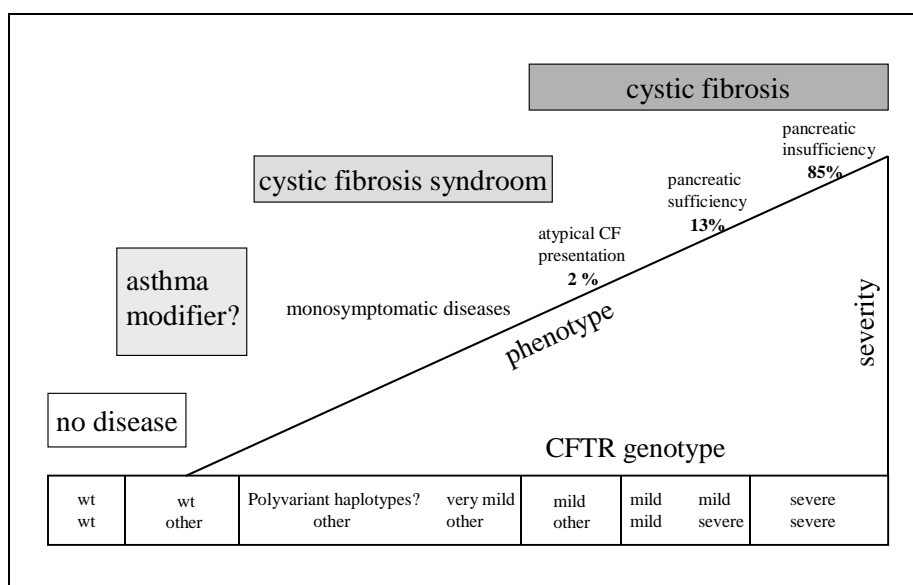 cystic fibrosis
pancreatic
insufficiency
85%
cystic fibrosis syndroom
pancreatic
sufficiency
13%
atypical CF
presentation
2 %
asthma
modifier?
monosymptomatic diseases
phenotype
severity
no disease
CFTR genotype
wt
wt
wt
other
Polyvariant haplotypes?
other
very mild
other
mild
other
mild
mild
mild
severe
severe
severe